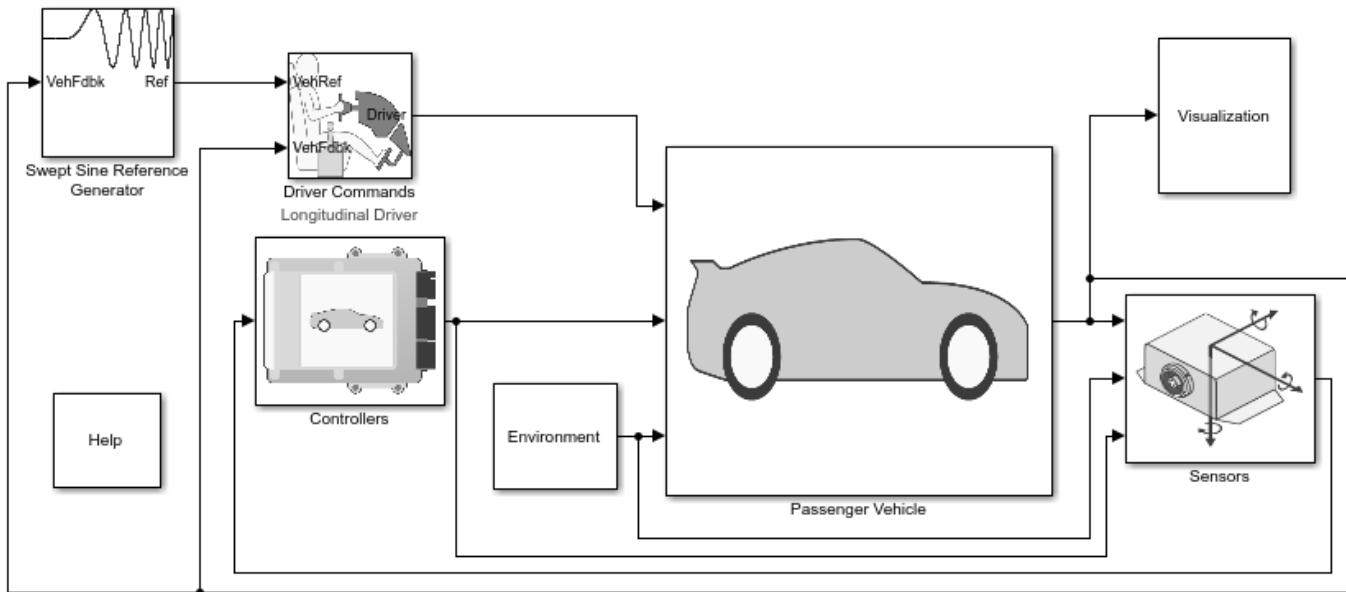 VehFdbk
Ref
Swept Sine Reference
Generator
VehRef
Driver
VehFdbk
Driver Commands
Longitudinal Driver
Visualization
Controllers
Help
Environment
Passenger Vehicle
Sensors